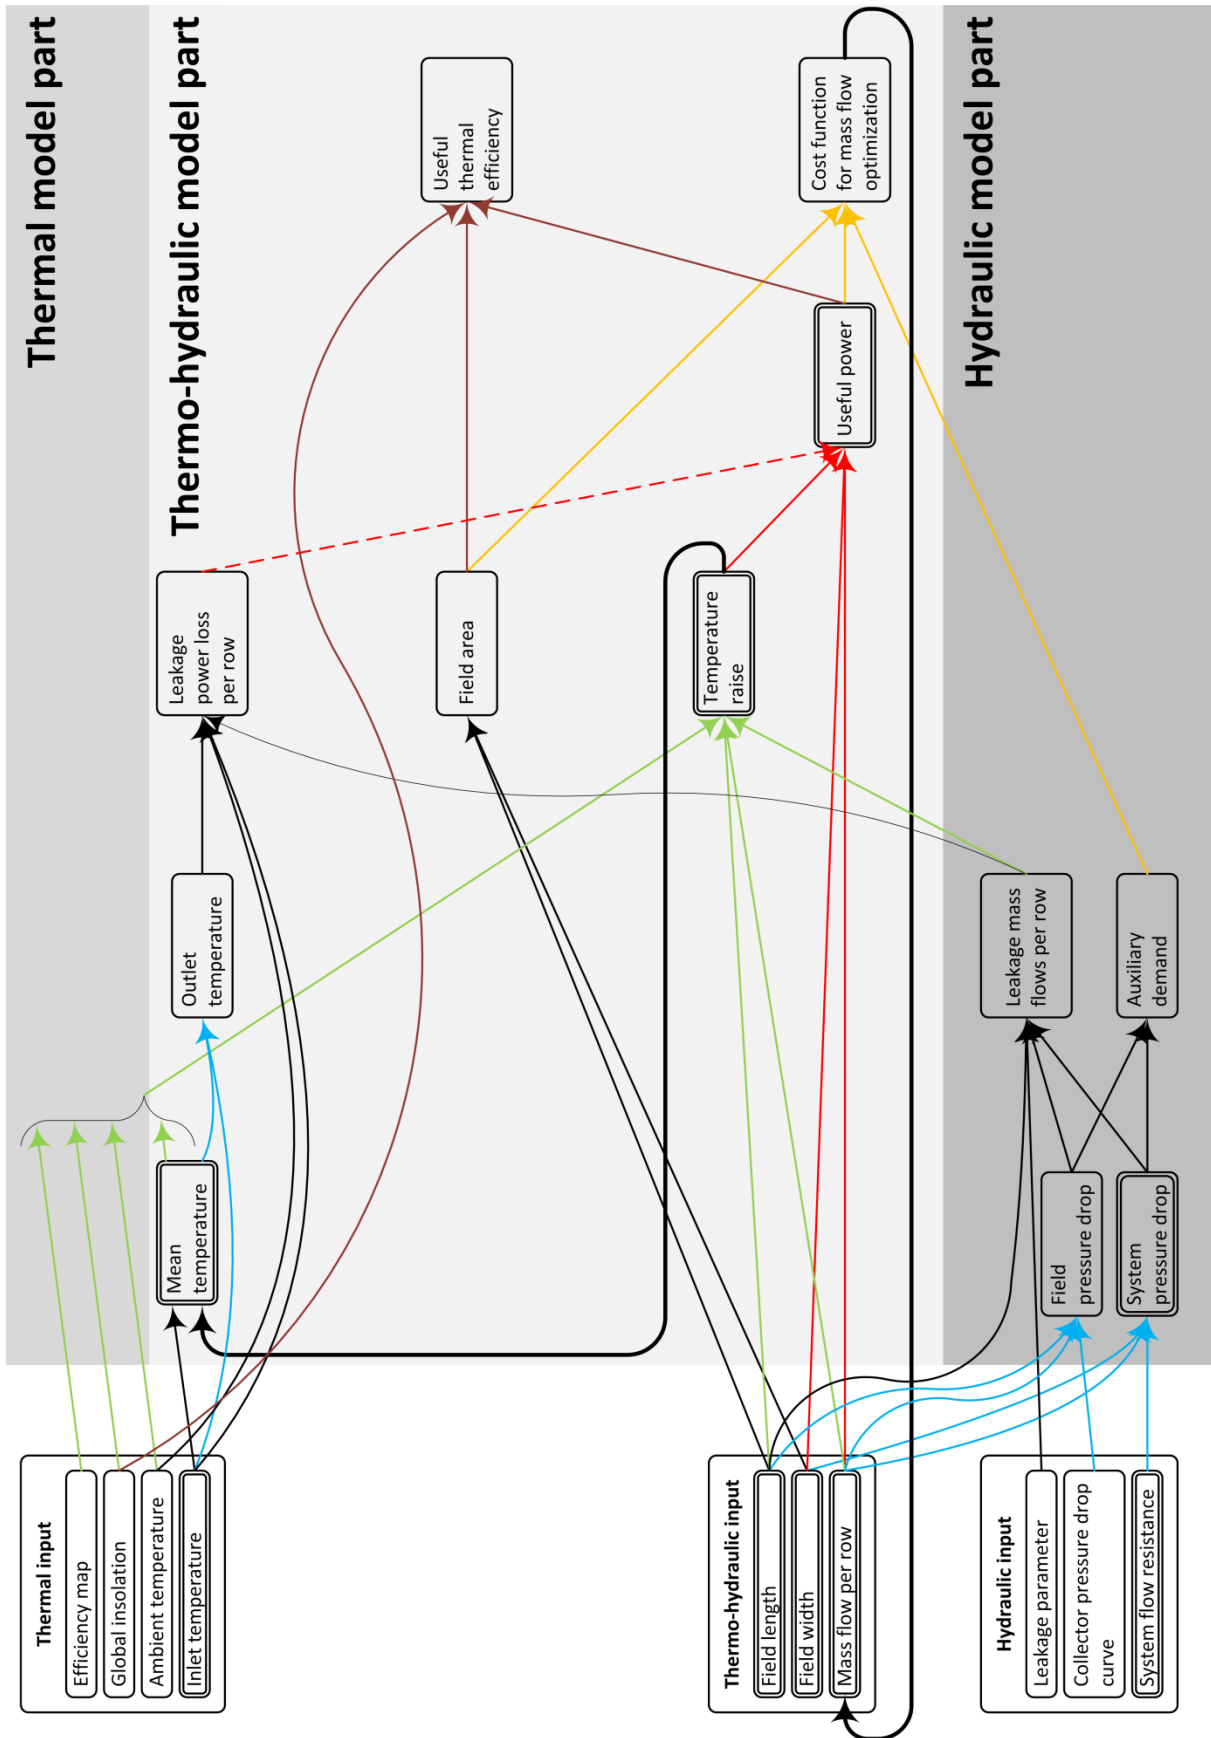 Thermal model part
Thermo-hydraulic model part
Hydraulic model part
Thermal input
Efficiency map
Global insolation
Ambient temperature
Inlet temperature
Thermo-hydraulic input
Field length
Field width
Mass flow per row
Hydraulic input
Leakage parameter
Collector pressure drop
curve
System flow resistance
Mean
temperature
Field
pressure drop
System
pressure drop
Outlet
temperature
Leakage mass
flows per row
Auxiliary
demand
Leakage
power loss
per row
Field area
Temperature
raise
Useful power
Useful
thermal
efficiency
Cost function
for mass flow
optimization